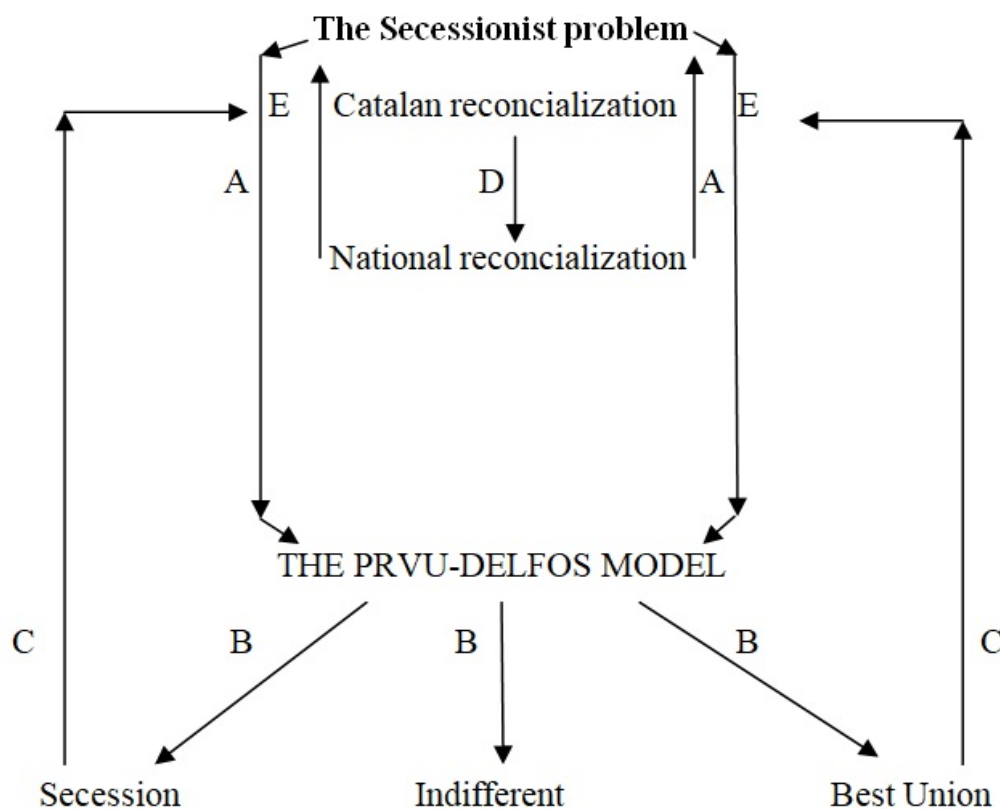 The Secessionist problem
E Catalan reconcialization E
A D A
National reconcialization
THE PRVU-DELFOS MODEL
C B B B C
Secession Indifferent Best Union